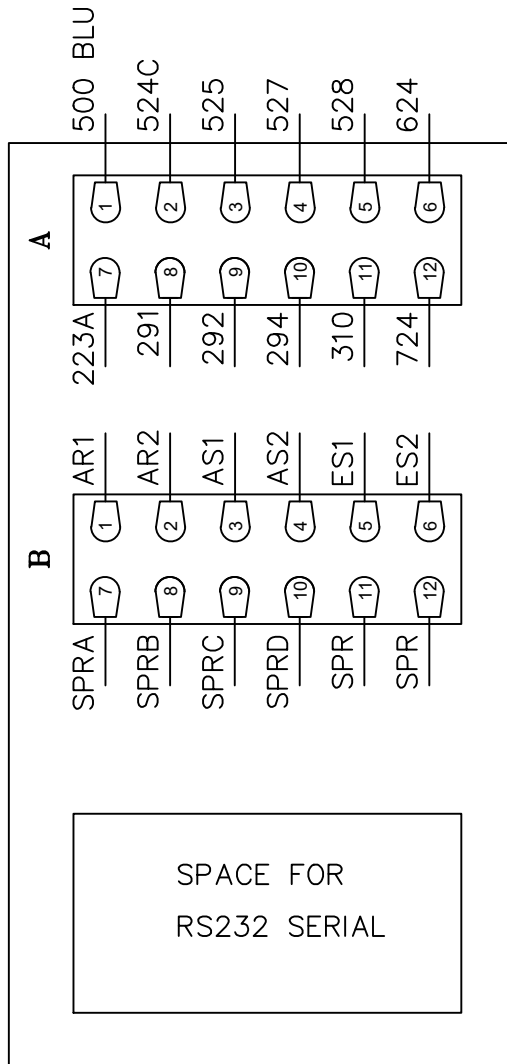 500 BLU
524C
525
527
528
624
A
1
2
3
4
5
6
7
8
9
10
11
12
223A
291
292
294
310
724
AR1
AR2
AS1
AS2
ES1
ES2
B
1
2
3
4
5
6
7
8
9
10
11
12
SPRA
SPRB
SPRC
SPRD
SPR
SPR
SPACE FOR
RS232 SERIAL